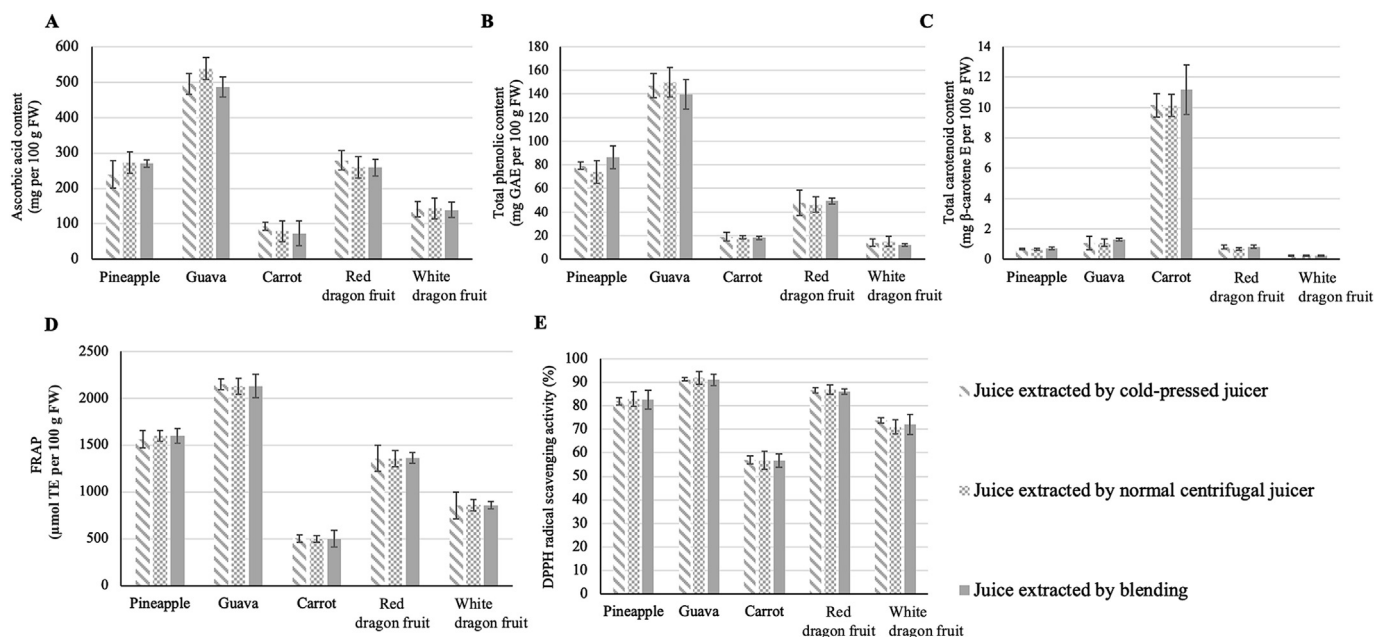 A
Ascorbic acid content
(mg per 100 g FW)
600
500
400
300
200
100
0
Pineapple
Guava
Carrot
Red
dragon fruit
White
dragon fruit
B
Total phenolic content
(mg GAE per 100 g FW)
180
160
140
120
100
80
60
40
20
0
Pineapple
Guava
Carrot
Red
dragon fruit
White
dragon fruit
C
Total carotenoid content
(mg β-carotene E per 100 g FW)
14
12
10
8
6
4
2
0
Pineapple
Guava
Carrot
Red
dragon fruit
White
dragon fruit
D
FRAP
(µmol TE per 100 g FW)
2500
2000
1500
1000
500
0
Pineapple
Guava
Carrot
Red
dragon fruit
White
dragon fruit
E
DPPH radical scavenging activity (%)
100
90
80
70
60
50
40
30
20
10
0
Pineapple
Guava
Carrot
Red
dragon fruit
White
dragon fruit
Juice extracted by cold-pressed juicer
Juice extracted by normal centrifugal juicer
Juice extracted by blending